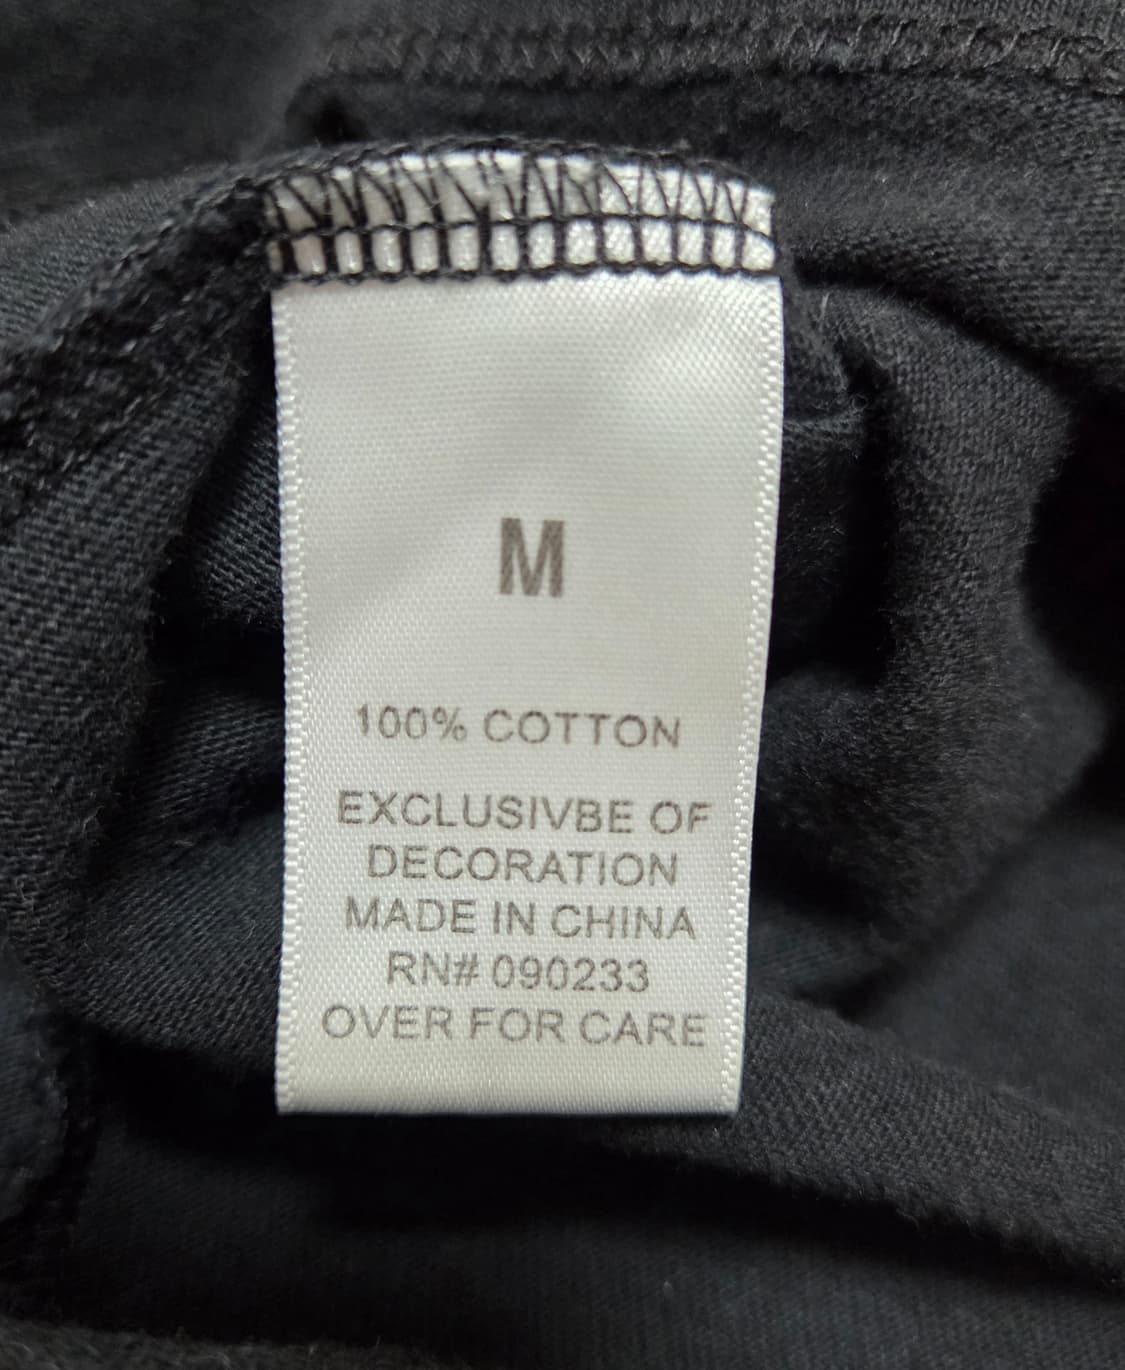 M
100% COTTON
EXCLUSIVBE OF
DECORATION
MADE IN CHINA
RN# 090233
OVER FOR CARE